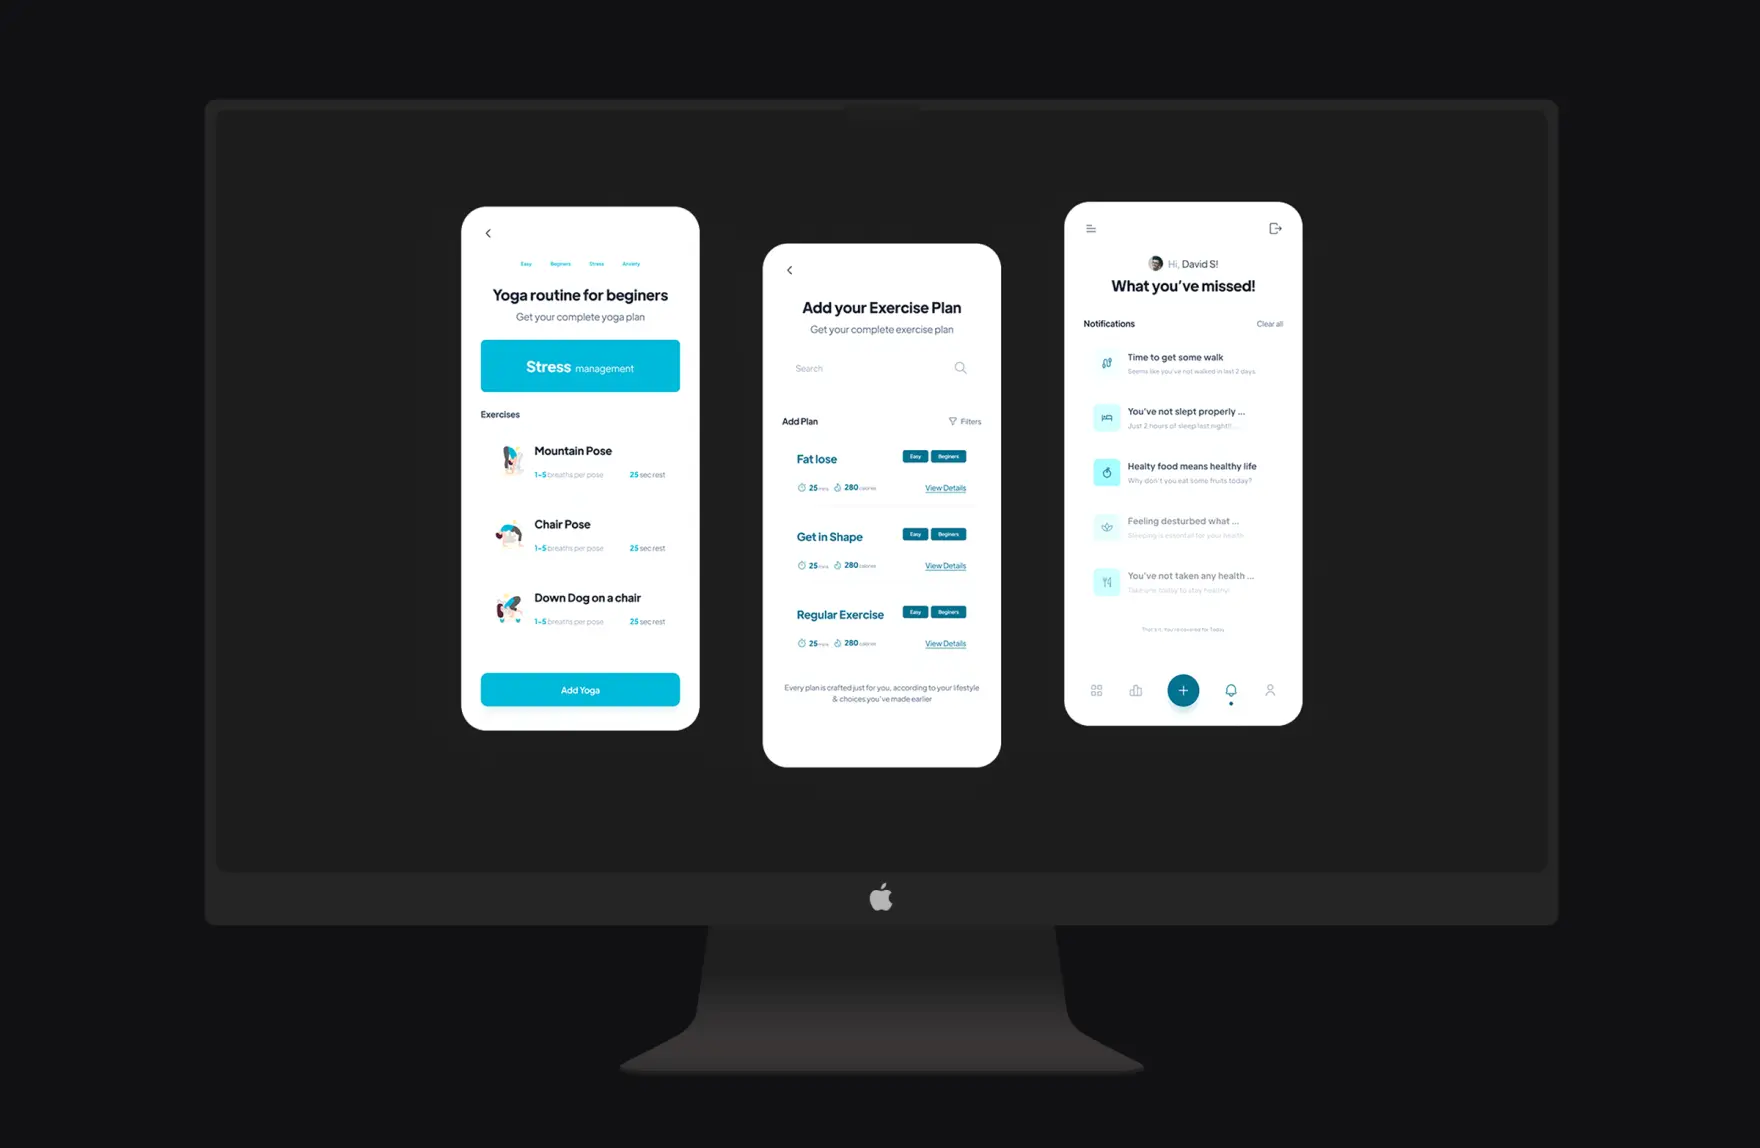 Easy Beginers Stress Anxiety
Yoga routine for beginers
Get your complete yoga plan
Stress management
Exercises
Mountain Pose
1-5 breaths per pose 25 sec rest
Chair Pose
1-5 breaths per pose 25 sec rest
Down Dog on a chair
1-5 breaths per pose 25 sec rest
Add Yoga
Add your Exercise Plan
Get your complete exercise plan
Search
Add Plan Filters
Fat lose Easy Beginers
25 mins 280 calories View Details
Get in Shape Easy Beginers
25 mins 280 calories View Details
Regular Exercise Easy Beginers
25 mins 280 calories View Details
Every plan is crafted just for you, according to your lifestyle
& choices you've made earlier
Hi, David S!
What you've missed!
Notifications Clear all
Time to get some walk
Seems like you've not walked in last 2 days.
You've not slept properly ...
Just 2 hours of sleep last night!! ...
Healty food means healthy life
Why don't you eat some fruits today?
Feeling desturbed what ...
Sleeping is essential for your health
You've not taken any health ...
Take one today to stay healthy!
That's it, You're covered for Today